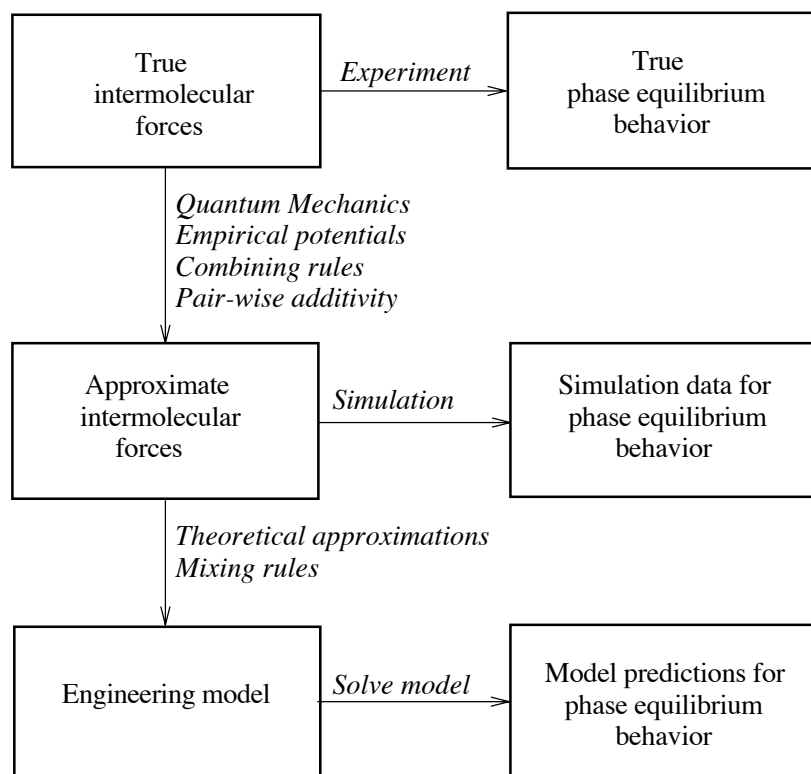 True
intermolecular
forces
Experiment
True
phase equilibrium
behavior
Quantum Mechanics
Empirical potentials
Combining rules
Pair-wise additivity
Approximate
intermolecular
forces
Simulation
Simulation data for
phase equilibrium
behavior
Theoretical approximations
Mixing rules
Engineering model
Solve model
Model predictions for
phase equilibrium
behavior